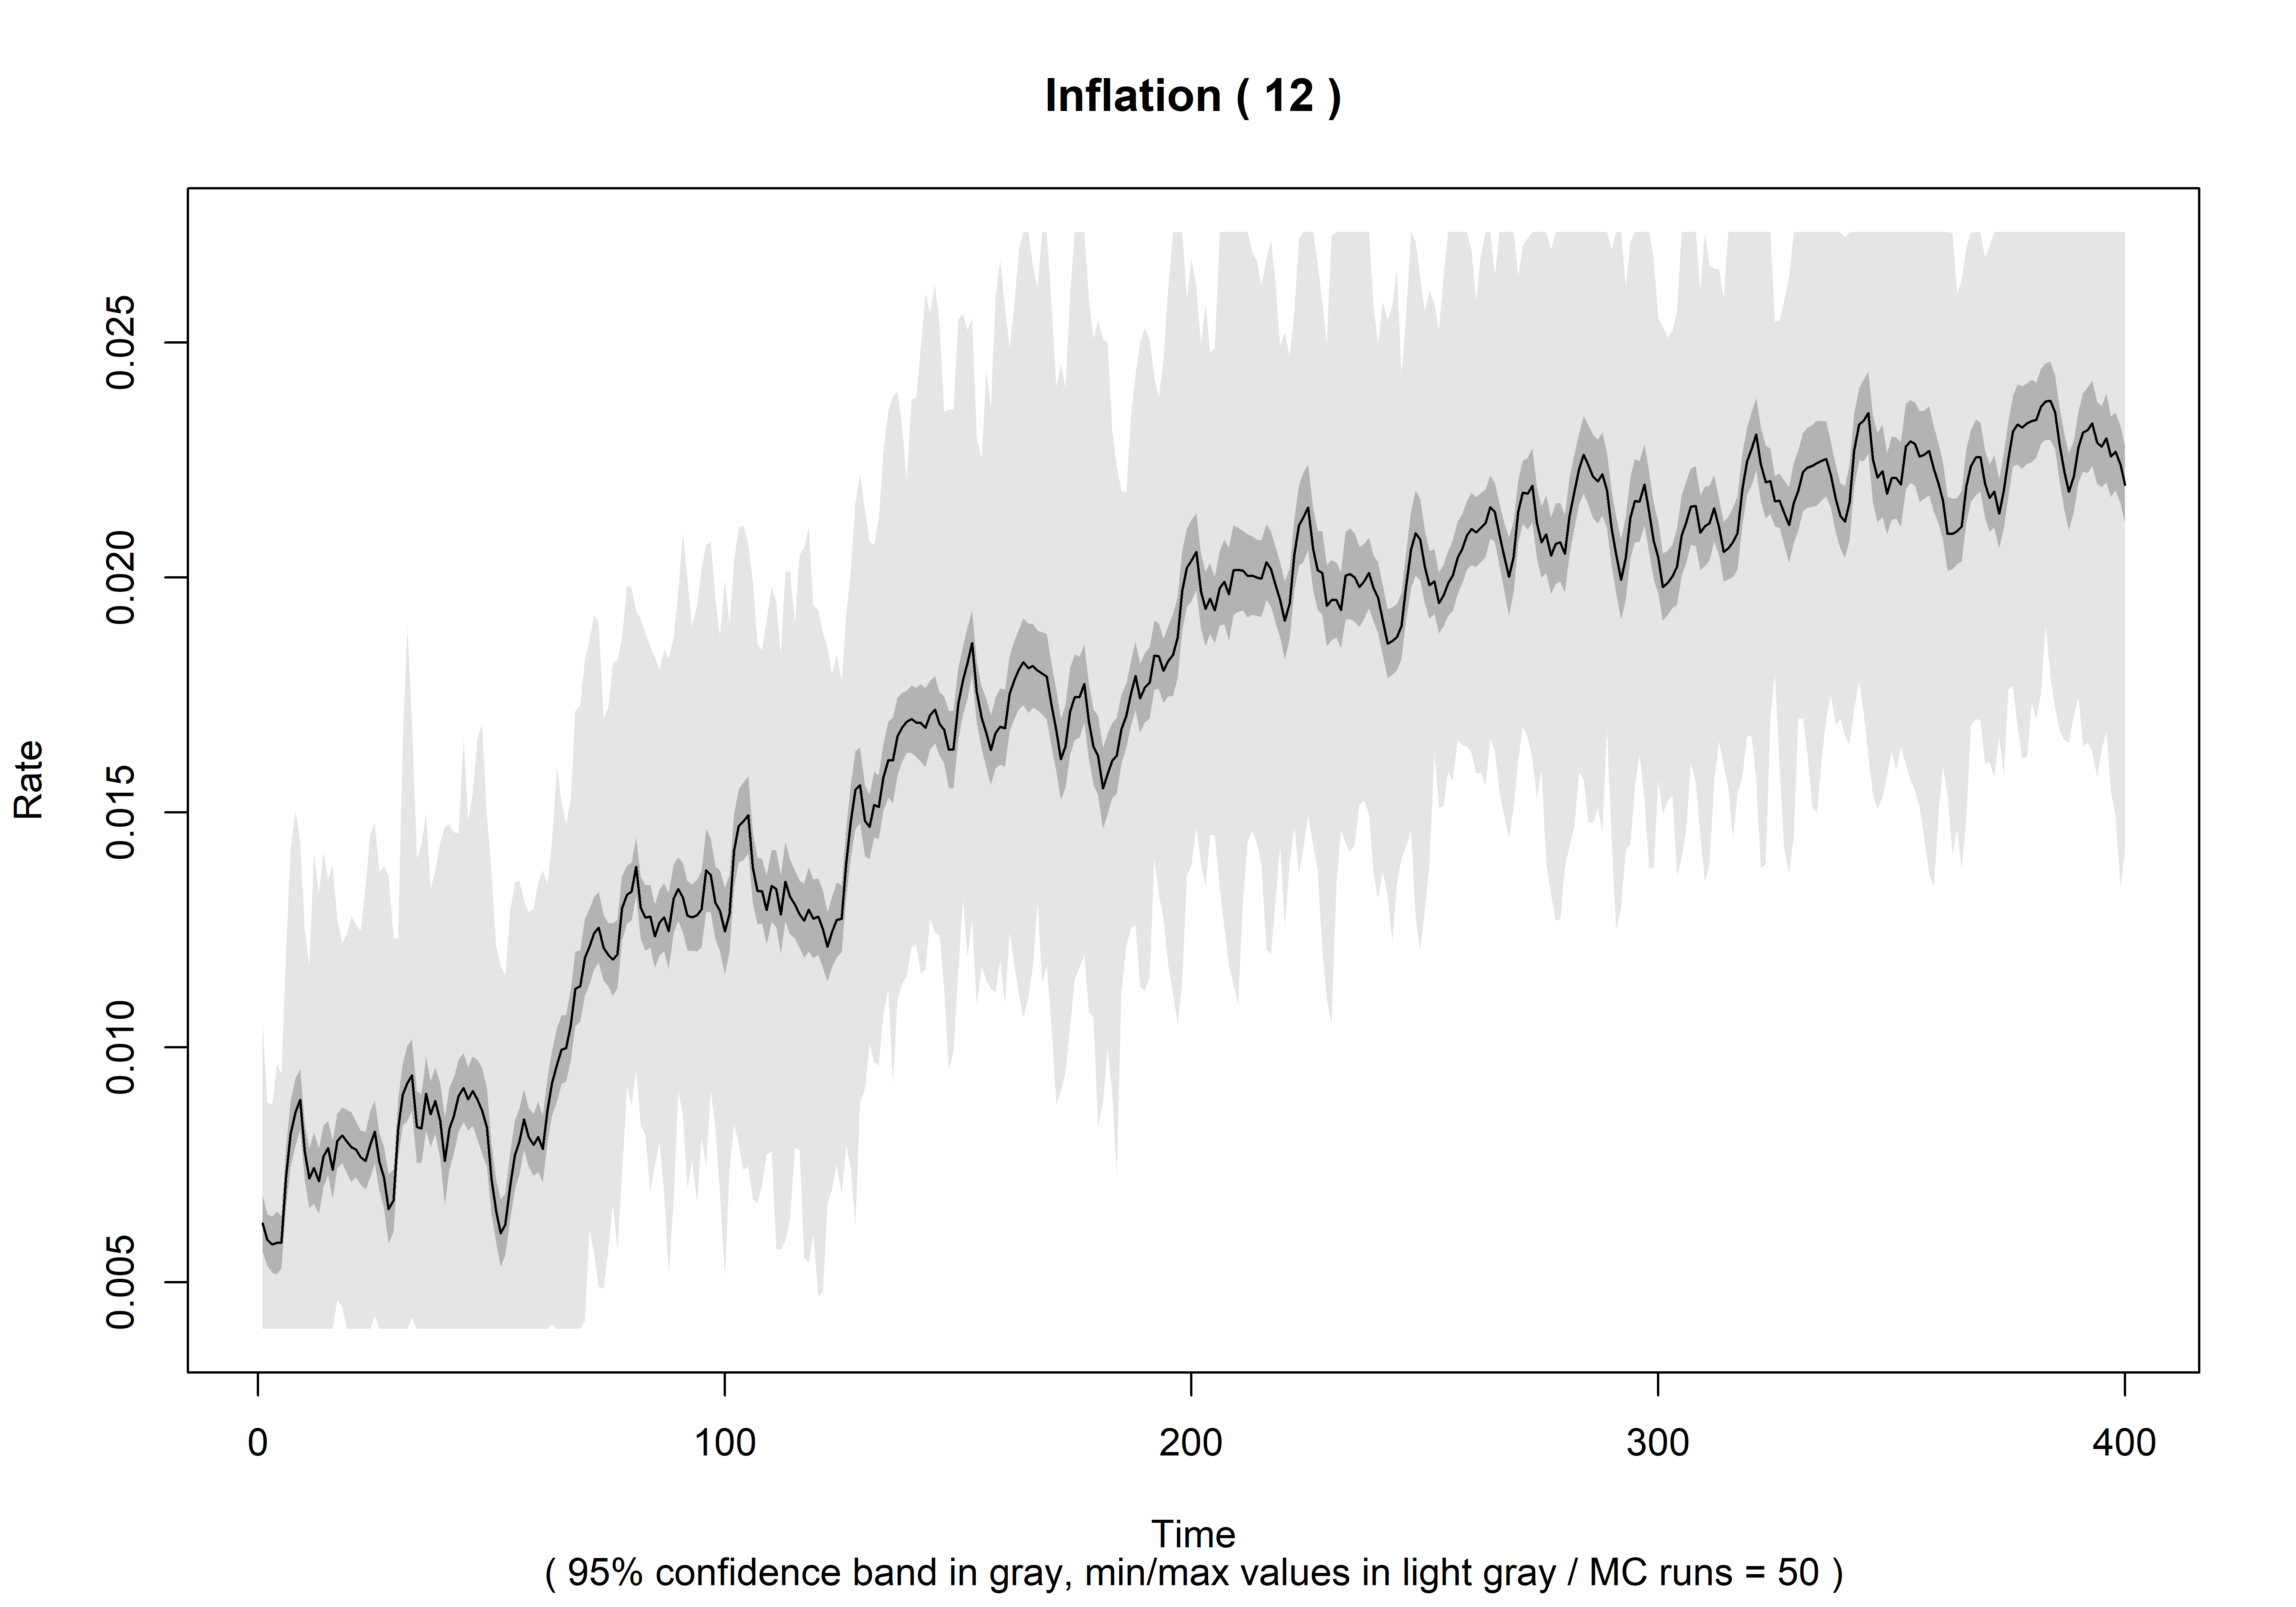 Inflation ( 12 )
Rate
0.025
0.020
0.015
0.010
0.005
0 100 200 300 400
Time
( 95% confidence band in gray, min/max values in light gray / MC runs = 50 )